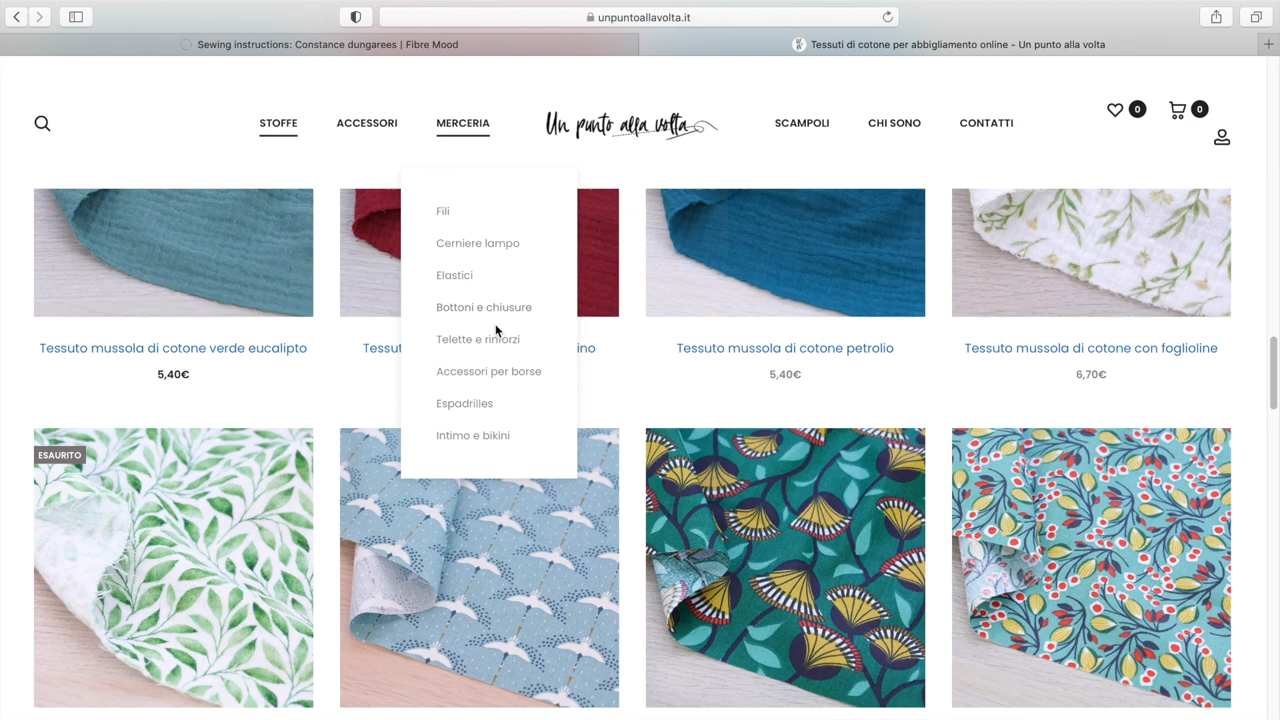 unpuntoallavolta.it
Sewing instructions: Constance dungarees | Fibre Mood
Tessuti di cotone per abbigliamento online - Un punto alla volta
STOFFE
ACCESSORI
MERCERIA
Un punto alla volta
SCAMPOLI
CHI SONO
CONTATTI
0
0
Fili
Cerniere lampo
Elastici
Bottoni e chiusure
Telette e rinforzi
Accessori per borse
Espadrilles
Intimo e bikini
Tessuto mussola di cotone verde eucalipto
5,40€
Tessuto mussola di cotone petrolio
5,40€
Tessuto mussola di cotone con foglioline
6,70€
ESAURITO